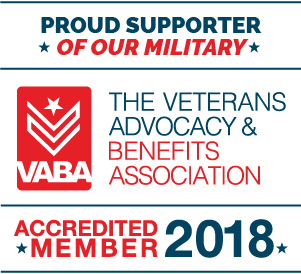 PROUD SUPPORTER
OF OUR MILITARY
VABA
THE VETERANS
ADVOCACY &
BENEFITS
ASSOCIATION
ACCREDITED
MEMBER 2018